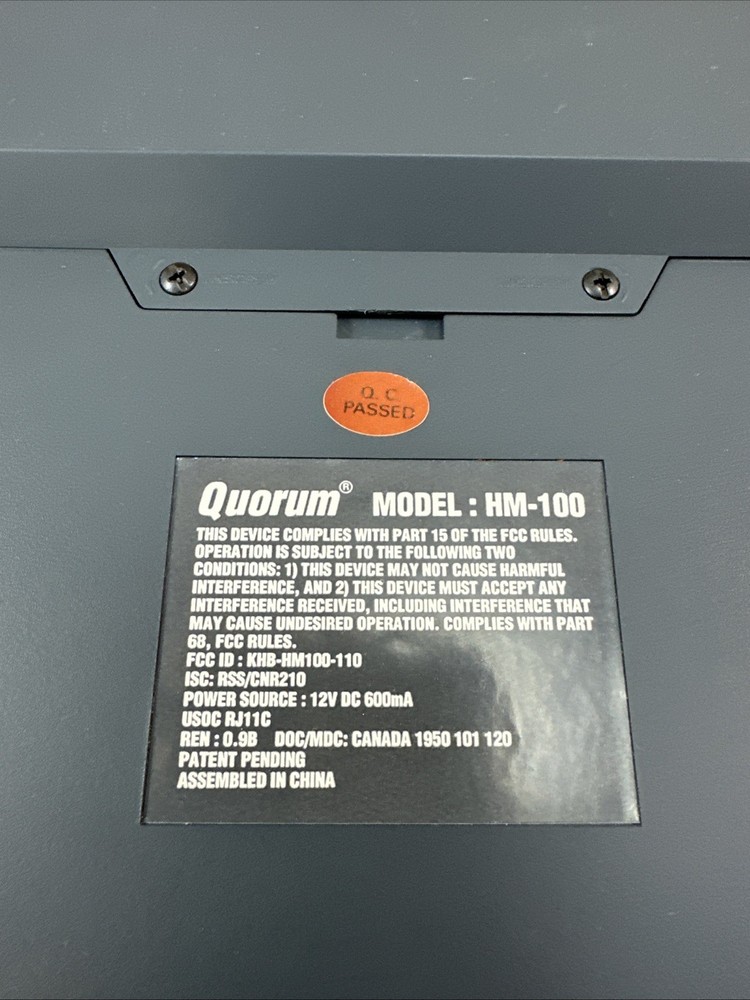 Q. C
PASSED
Quorum® MODEL : HM-100
THIS DEVICE COMPLIES WITH PART 15 OF THE FCC RULES.
OPERATION IS SUBJECT TO THE FOLLOWING TWO
CONDITIONS: 1) THIS DEVICE MAY NOT CAUSE HARMFUL
INTERFERENCE, AND 2) THIS DEVICE MUST ACCEPT ANY
INTERFERENCE RECEIVED, INCLUDING INTERFERENCE THAT
MAY CAUSE UNDESIRED OPERATION. COMPLIES WITH PART
68, FCC RULES.
FCC ID : KHB-HM100-110
ISC: RSS/CNR210
POWER SOURCE : 12V DC 600mA
USOC RJ11C
REN : 0.9B DOC/MDC: CANADA 1950 101 120
PATENT PENDING
ASSEMBLED IN CHINA